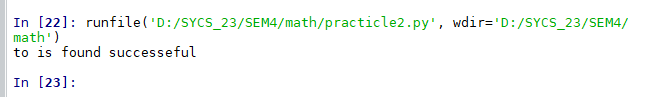 In [22]: runfile('D:/SYCS_23/SEM4/math/practicle2.py', wdir='D:/SYCS_23/SEM4/
math')
to is found successeful
In [23]: